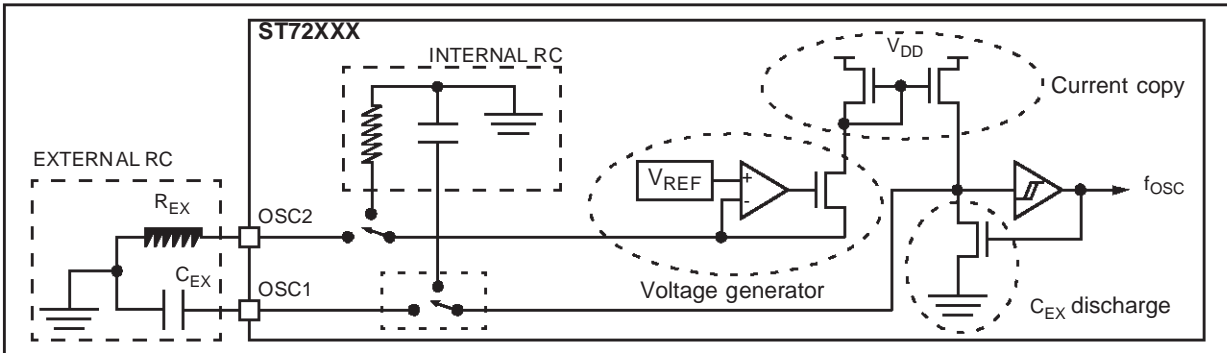 ST72XXX
INTERNAL RC
VDD
Current copy
EXTERNAL RC
REX
OSC2
VREF
+
-
fOSC
CEX
OSC1
Voltage generator
CEX discharge